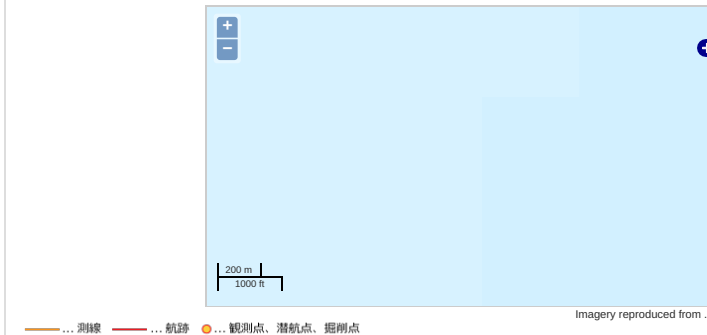 +
−
200 m
1000 ft
Imagery reproduced from .
... 測線 ... 航跡 ... 観測点、潜航点、掘削点